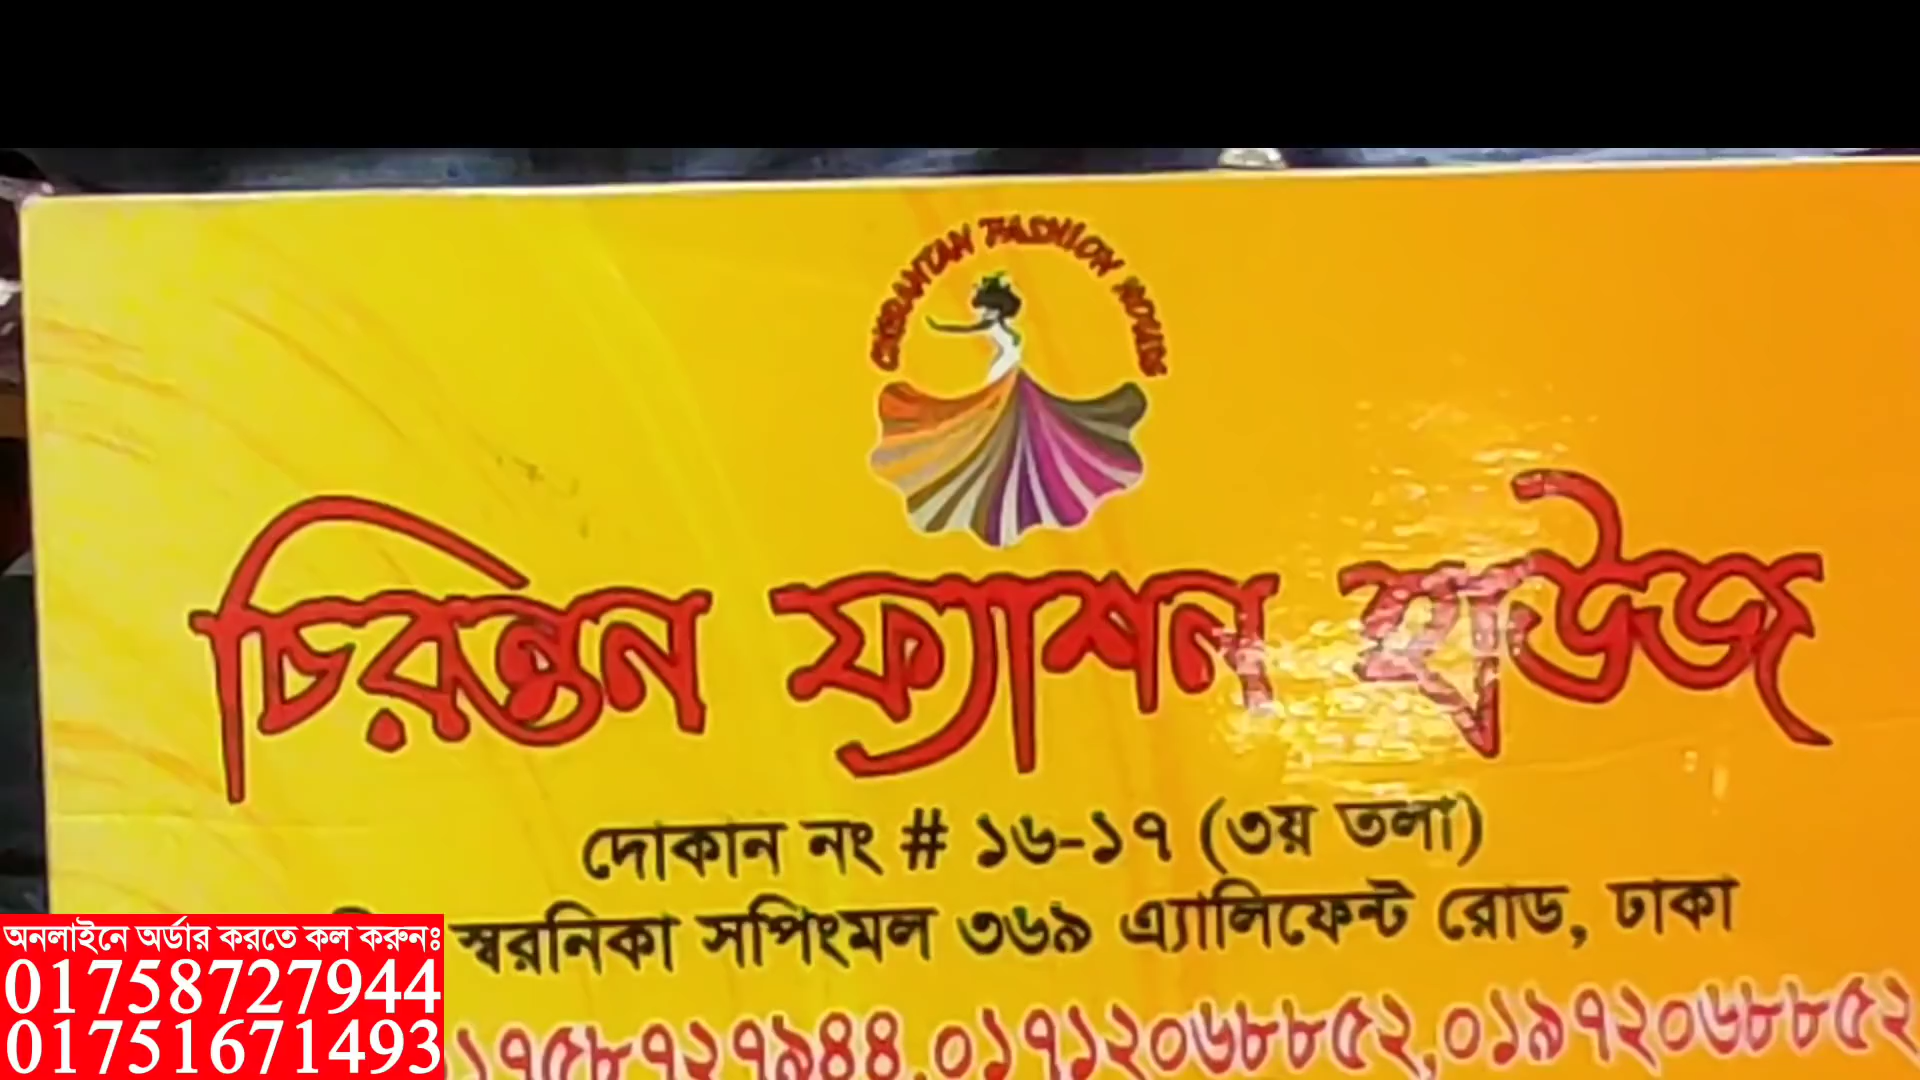 CHIRANTAN FASHION HOUSE
চিরন্তন ফ্যাশন হাউজ
দোকান নং # ১৬-১৭ (৩য় তলা)
স্বরনিকা সপিংমল ৩৬৯ এ্যালিফেন্ট রোড, ঢাকা
১৭৫৮৭২৭৯৪৪,০১৭১২০৬৮৮৫২,০১৯৭২০৬৮৮৫২
অনলাইনে অর্ডার করতে কল করুনঃ
01758727944
01751671493